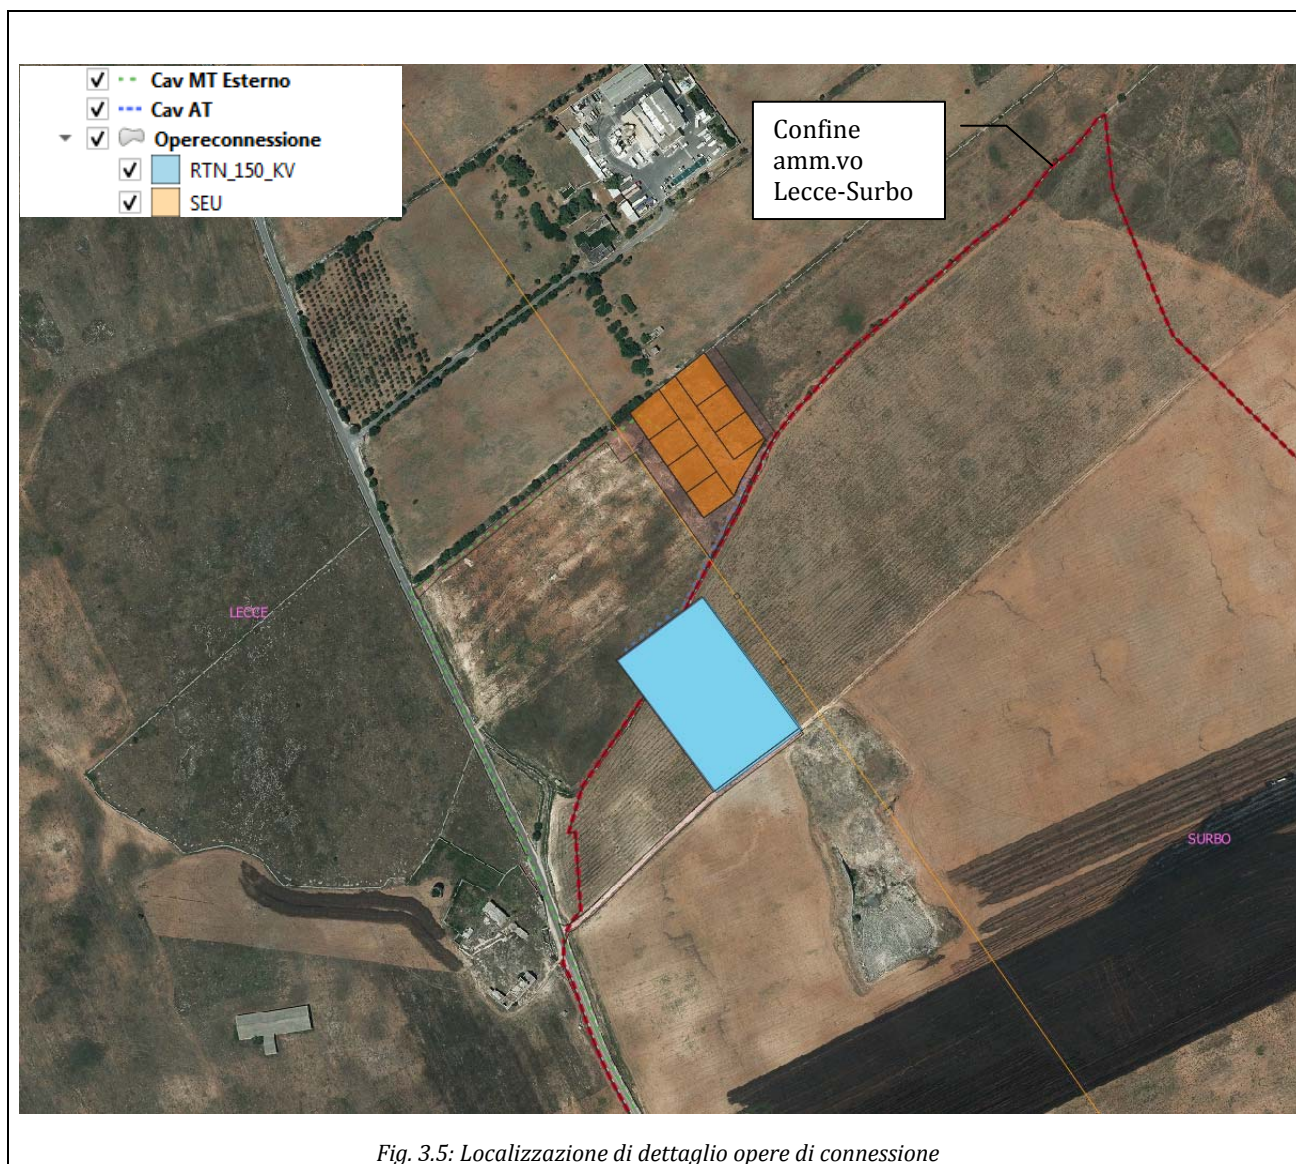 Cav MT Esterno
Cav AT
Opereconnessione
RTN_150_KV
SEU
Confine
amm.vo
Lecce-Surbo
LECCE
SURBO
Fig. 3.5: Localizzazione di dettaglio opere di connessione